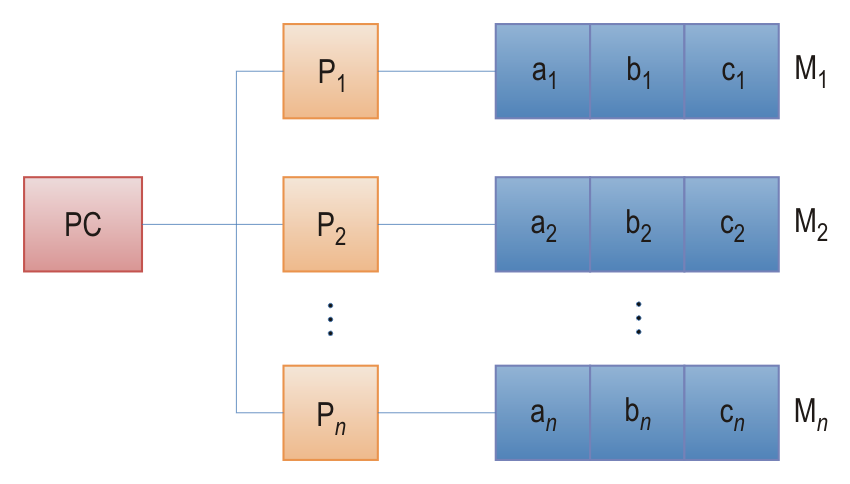 P₁ a₁ b₁ c₁ M₁
PC P₂ a₂ b₂ c₂ M₂
⋮ ⋮
Pₙ aₙ bₙ cₙ Mₙ